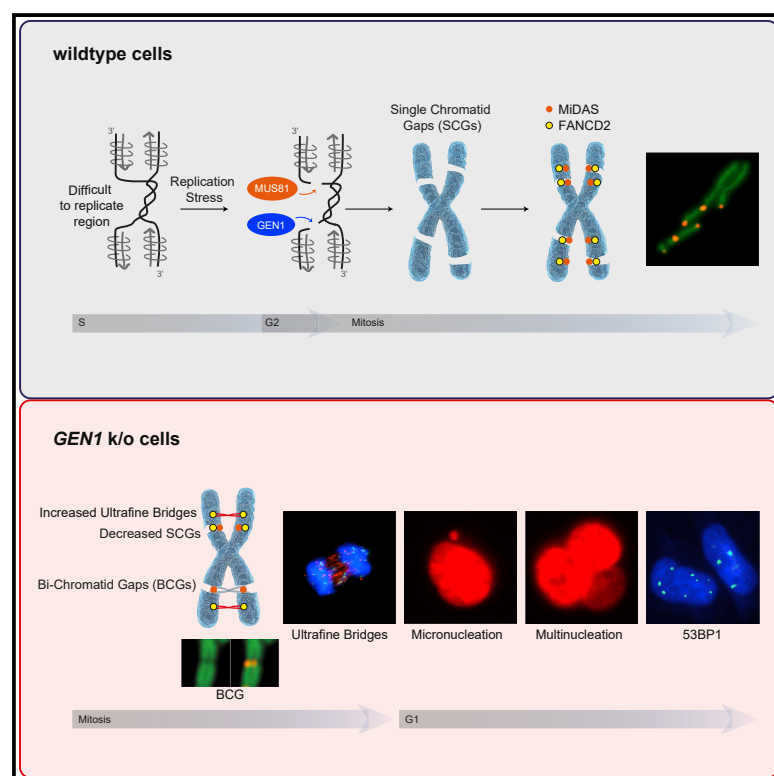 wildtype cells
3'
3'
Difficult
to replicate
region
3'
Replication
Stress
MUS81
GEN1
3'
Single Chromatid
Gaps (SCGs)
MiDAS
FANCD2
S
G2
Mitosis
GEN1 k/o cells
Increased Ultrafine Bridges
Decreased SCGs
Bi-Chromatid Gaps (BCGs)
BCG
Ultrafine Bridges
Micronucleation
Multinucleation
53BP1
Mitosis
G1